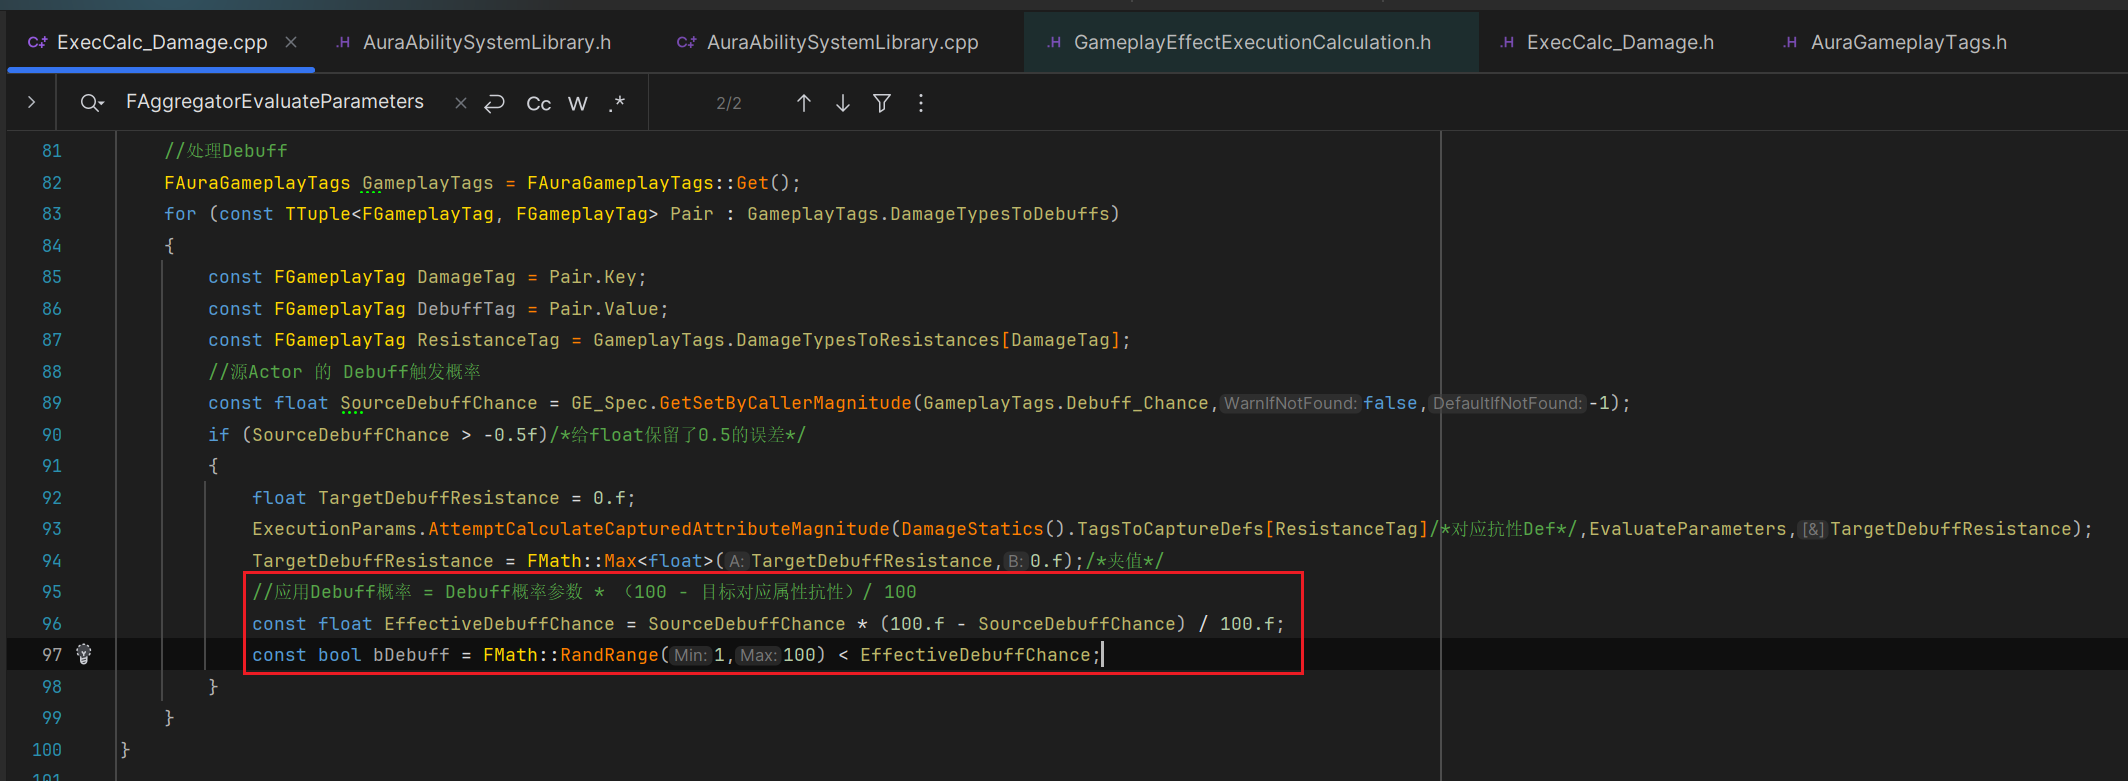 ExecCalc_Damage.cpp × .H AuraAbilitySystemLibrary.h C++ AuraAbilitySystemLibrary.cpp .H GameplayEffectExecutionCalculation.h .H ExecCalc_Damage.h .H AuraGameplayTags.h
FAggregatorEvaluateParameters × Cc W .* 2/2
81 //处理Debuff
82 FAuraGameplayTags GameplayTags = FAuraGameplayTags::Get();
83 for (const TTuple<FGameplayTag, FGameplayTag> Pair : GameplayTags.DamageTypesToDebuffs)
84 {
85 const FGameplayTag DamageTag = Pair.Key;
86 const FGameplayTag DebuffTag = Pair.Value;
87 const FGameplayTag ResistanceTag = GameplayTags.DamageTypesToResistances[DamageTag];
88 //源Actor 的 Debuff触发概率
89 const float SourceDebuffChance = GE_Spec.GetSetByCallerMagnitude(GameplayTags.Debuff_Chance, WarnIfNotFound: false, DefaultIfNotFound: -1);
90 if (SourceDebuffChance > -0.5f)/*给float保留了0.5的误差*/
91 {
92 float TargetDebuffResistance = 0.f;
93 ExecutionParams.AttemptCalculateCapturedAttributeMagnitude(DamageStatics().TagsToCaptureDefs[ResistanceTag]/*对应抗性Def*/,EvaluateParameters, [&] TargetDebuffResistance);
94 TargetDebuffResistance = FMath::Max<float>( A: TargetDebuffResistance, B: 0.f);/*夹值*/
95 //应用Debuff概率 = Debuff概率参数 * （100 - 目标对应属性抗性）/ 100
96 const float EffectiveDebuffChance = SourceDebuffChance * (100.f - SourceDebuffChance) / 100.f;
97 const bool bDebuff = FMath::RandRange( Min: 1, Max: 100) < EffectiveDebuffChance;
98 }
99 }
100 }
101